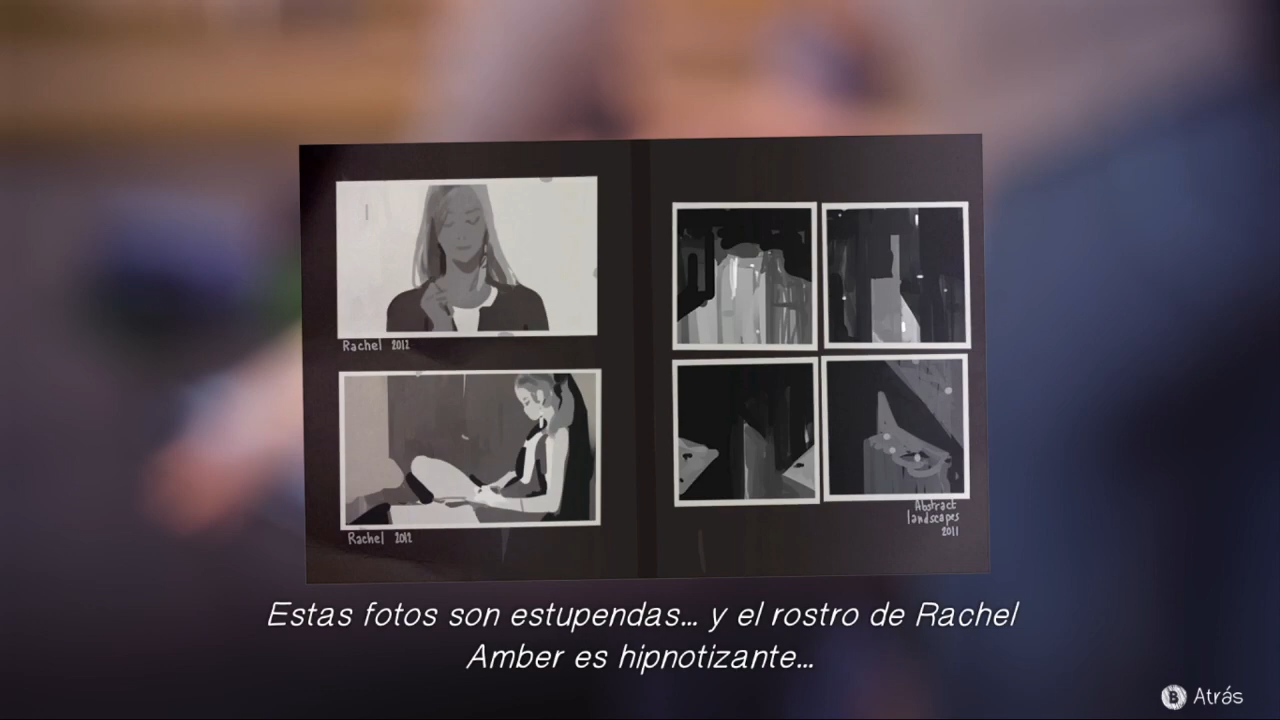 Rachel 2012
Rachel 2012
Abstract
landscapes
2011
Estas fotos son estupendas... y el rostro de Rachel
Amber es hipnotizante...
B Atrás